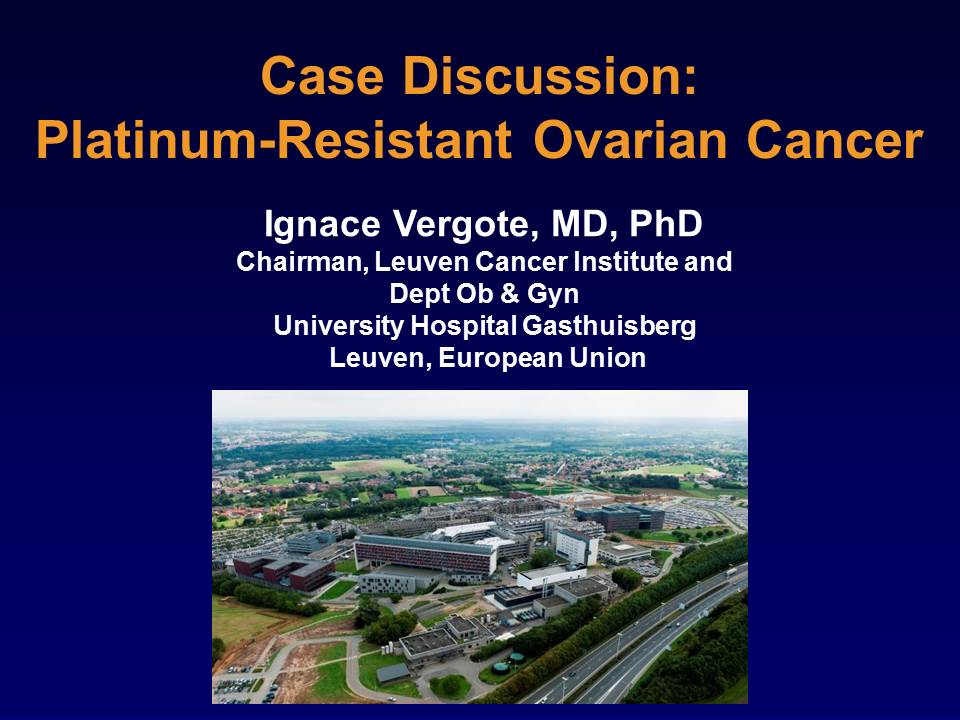 Case Discussion:
Platinum-Resistant Ovarian Cancer
Ignace Vergote, MD, PhD
Chairman, Leuven Cancer Institute and
Dept Ob & Gyn
University Hospital Gasthuisberg
Leuven, European Union